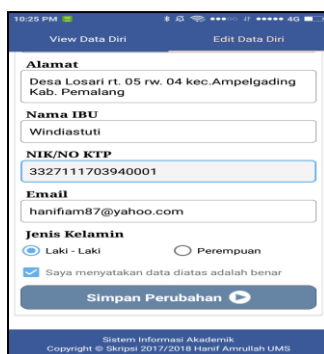 10:25 PM 4G
View Data Diri Edit Data Diri
Alamat
Desa Losari rt. 05 rw. 04 kec.Ampelgading
Kab. Pemalang
Nama IBU
Windiastuti
NIK/NO KTP
3327111703940001
Email
hanifiam87@yahoo.com
Jenis Kelamin
Laki - Laki Perempuan
Saya menyatakan data diatas adalah benar
Simpan Perubahan
Sistem Informasi Akademik
Copyright © Skripsi 2017/2018 Hanif Amrullah UMS